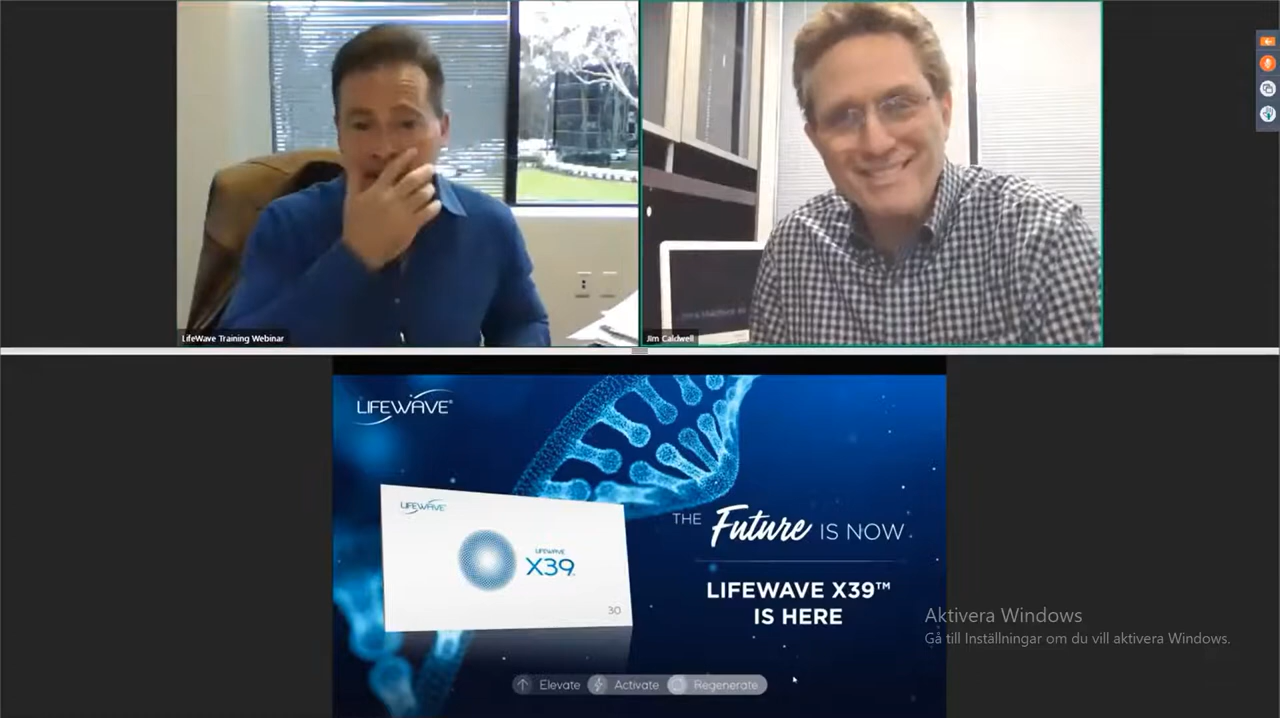 LifeWave Training Webinar
Jim Caldwell
LIFEWAVE®
LIFEWAVE
LIFEWAVE
X39™
30
THE Future IS NOW
LIFEWAVE X39™
IS HERE
Elevate Activate Regenerate
Aktivera Windows
Gå till Inställningar om du vill aktivera Windows.